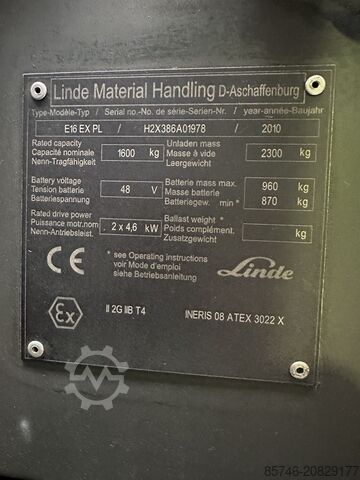 Linde Material Handling D-Aschaffenburg
Type-Modèle-Typ / Serial no.-No. de série-Serien-Nr. / year-année-Baujahr
E16 EX PL / H2X386A01978 / 2010
Rated capacity
Capacité nominale 1600 kg
Nenn-Tragfähigkeit
Unladen mass
Masse à vide 2300 kg
Leergewicht
Battery voltage
Tension batterie 48 V
Batteriespannung
Batterie mass max. 960 kg
Masse batterie
Batteriegew. min * 870 kg
Rated drive power
Puissance mot.nom 2 x 4,6 kW
Nenn-Antriebsleist.
Ballast weight *
Poids complément. kg
Zusatzgewicht
CE
* see Operating instructions
voir Mode d'emploi
siehe Betriebsanleitung
Linde
Ex
II 2G IIB T4
INERIS 08 ATEX 3022 X
Machineseeker
85746-20829177